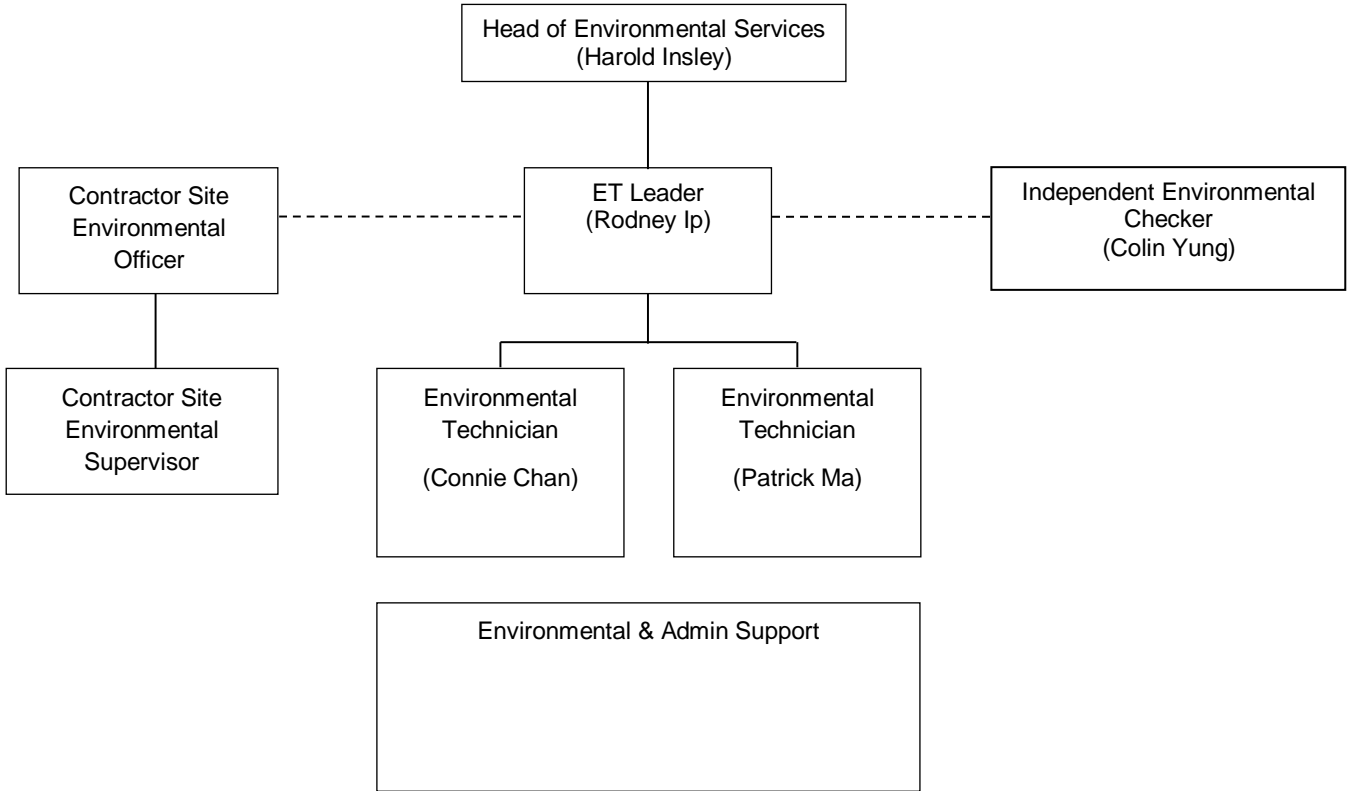 Head of Environmental Services
(Harold Insley)
Contractor Site
Environmental
Officer
ET Leader
(Rodney Ip)
Independent Environmental
Checker
(Colin Yung)
Contractor Site
Environmental
Supervisor
Environmental
Technician
(Connie Chan)
Environmental
Technician
(Patrick Ma)
Environmental & Admin Support